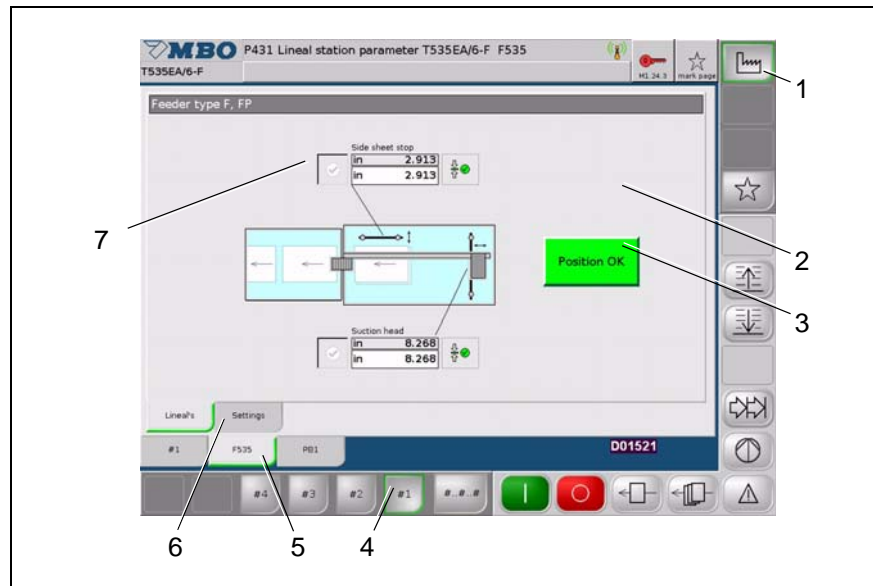 MBO P431 Lineal station parameter T535EA/6-F F535
T535EA/6-F
H1.24.3
mark page
Feeder type F, FP
Side sheet stop
in 2.913
in 2.913
Position OK
Suction head
in 8.268
in 8.268
Lineal's
Settings
#1
F535
PB1
D01521
#4
#3
#2
#1
#..#..#
1
2
3
4
5
6
7